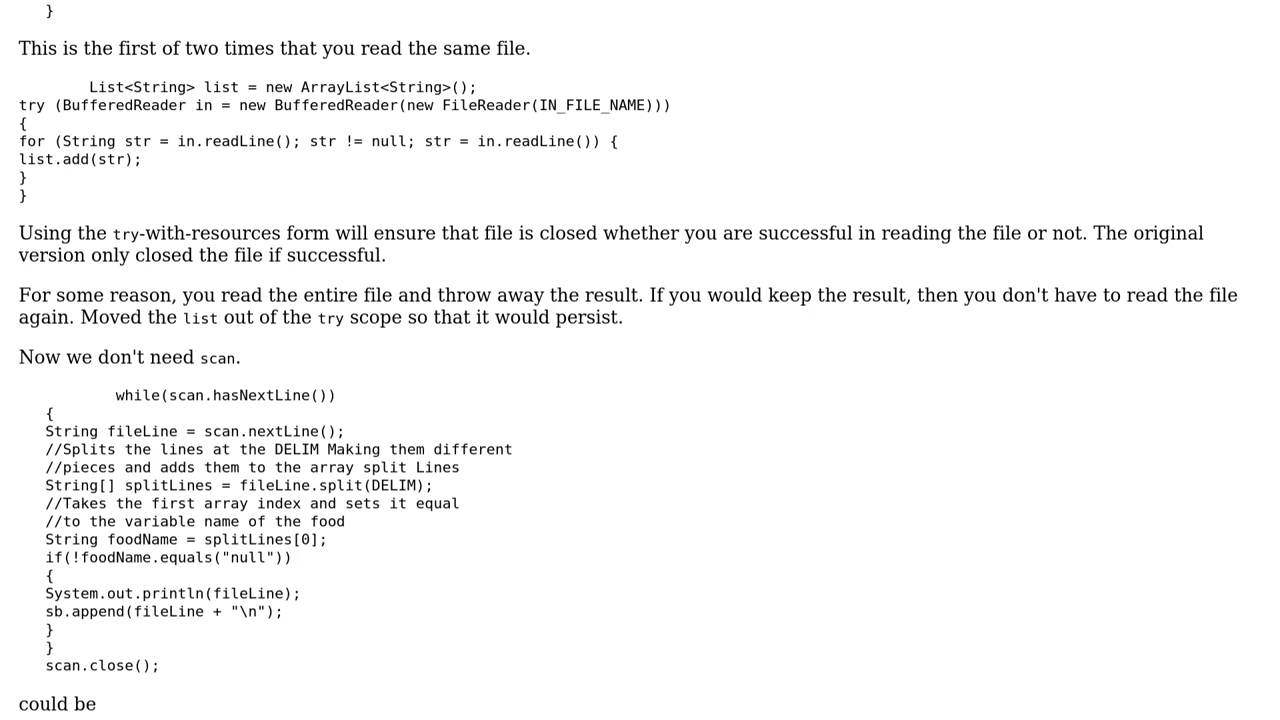 }
This is the first of two times that you read the same file.
List<String> list = new ArrayList<String>();
try (BufferedReader in = new BufferedReader(new FileReader(IN_FILE_NAME)))
{
for (String str = in.readLine(); str != null; str = in.readLine()) {
list.add(str);
}
}
Using the try-with-resources form will ensure that file is closed whether you are successful in reading the file or not. The original
version only closed the file if successful.
For some reason, you read the entire file and throw away the result. If you would keep the result, then you don't have to read the file
again. Moved the list out of the try scope so that it would persist.
Now we don't need scan.
while(scan.hasNextLine())
{
String fileLine = scan.nextLine();
//Splits the lines at the DELIM Making them different
//pieces and adds them to the array split Lines
String[] splitLines = fileLine.split(DELIM);
//Takes the first array index and sets it equal
//to the variable name of the food
String foodName = splitLines[0];
if(!foodName.equals("null"))
{
System.out.println(fileLine);
sb.append(fileLine + "\n");
}
}
scan.close();
could be